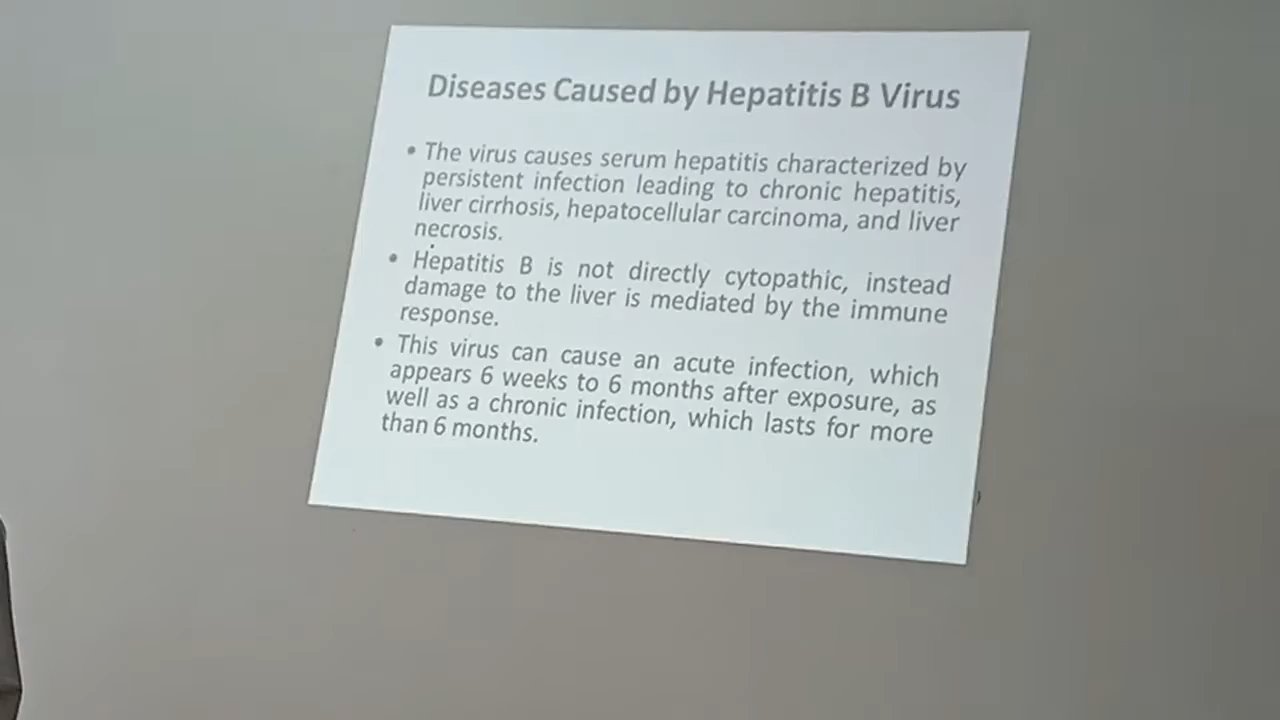 Diseases Caused by Hepatitis B Virus
• The virus causes serum hepatitis characterized by
persistent infection leading to chronic hepatitis,
liver cirrhosis, hepatocellular carcinoma, and liver
necrosis.
• Hepatitis B is not directly cytopathic, instead
damage to the liver is mediated by the immune
response.
• This virus can cause an acute infection, which
appears 6 weeks to 6 months after exposure, as
well as a chronic infection, which lasts for more
than 6 months.